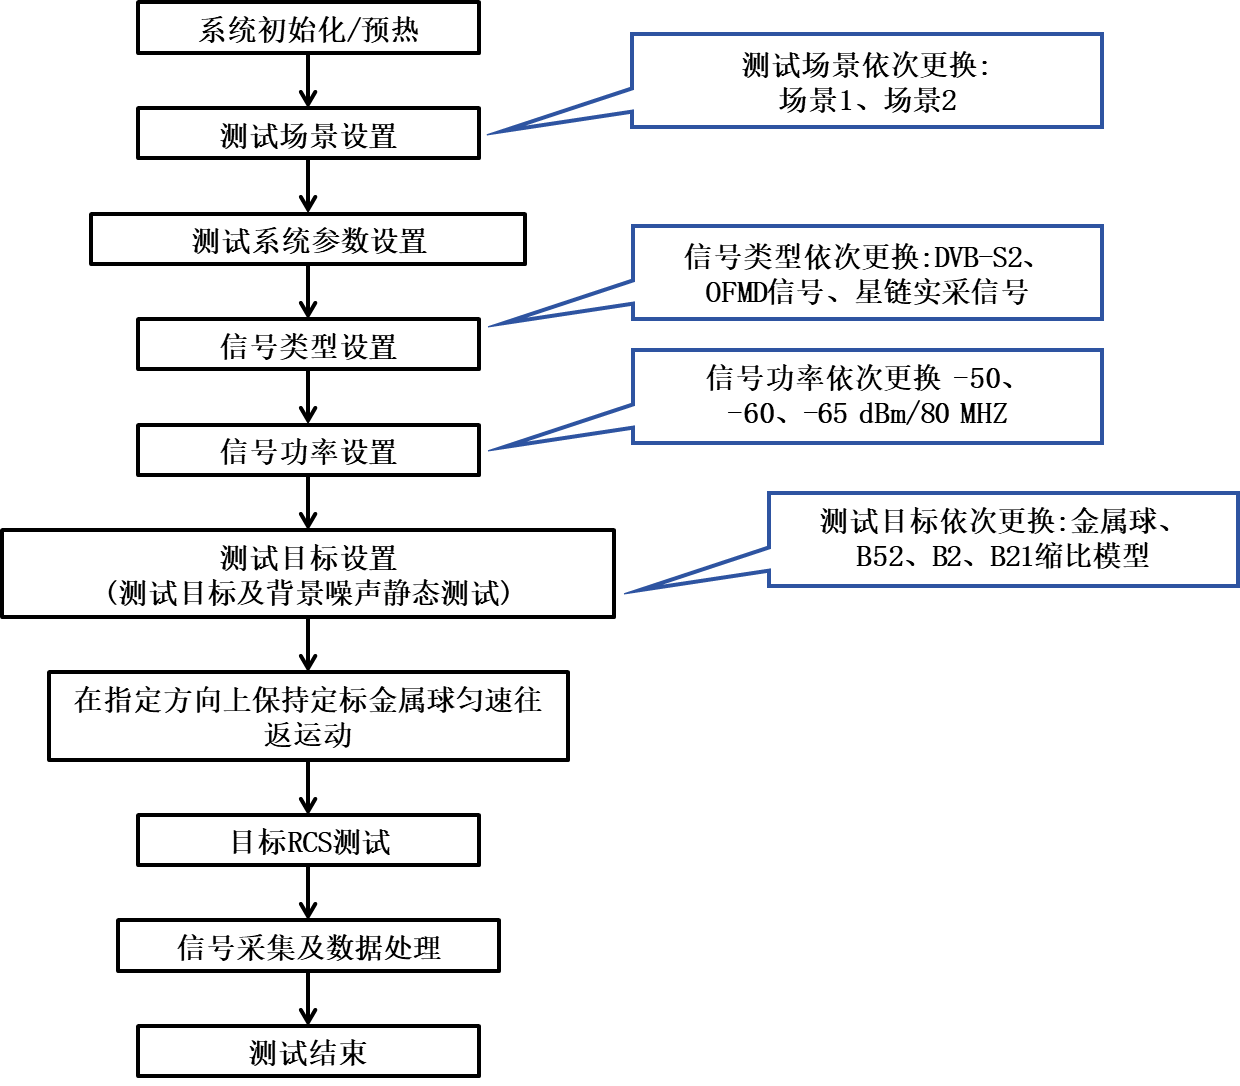 系统初始化/预热
测试场景依次更换:
场景1、场景2
测试场景设置
测试系统参数设置
信号类型依次更换:DVB-S2、
OFMD信号、星链实采信号
信号类型设置
信号功率依次更换 -50、
-60、-65 dBm/80 MHZ
信号功率设置
测试目标依次更换:金属球、
B52、B2、B21缩比模型
测试目标设置
(测试目标及背景噪声静态测试)
在指定方向上保持定标金属球匀速往
返运动
目标RCS测试
信号采集及数据处理
测试结束